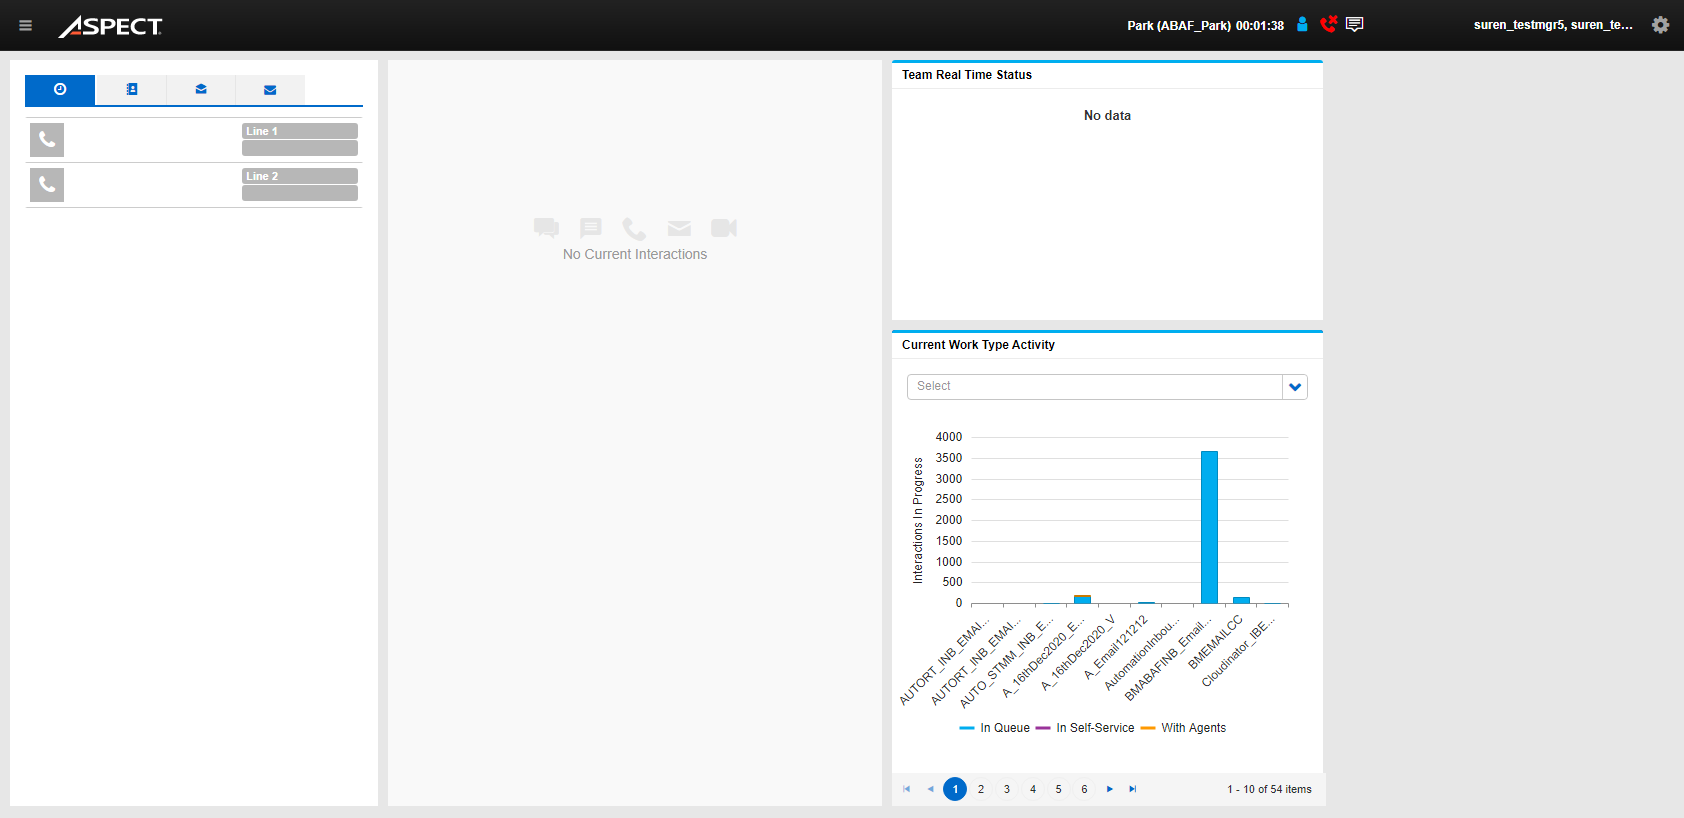 ASPECT
Park (ABAF_Park) 00:01:38
suren_testmgr5, suren_te...
Line 1
Line 2
No Current Interactions
Team Real Time Status
No data
Current Work Type Activity
Select
Interactions In Progress
4000
3500
3000
2500
2000
1500
1000
500
0
AUTORT_INB_EMAI...
AUTORT_INB_EMAI...
AUTO_STMM_INB_E...
A_16thDec2020_E...
A_16thDec2020_V
A_Email121212
AutomationInbou...
BMABAFINB_Email...
BMEMAILCC
Cloudinator_IBE...
In Queue In Self-Service With Agents
1 2 3 4 5 6 1 - 10 of 54 items